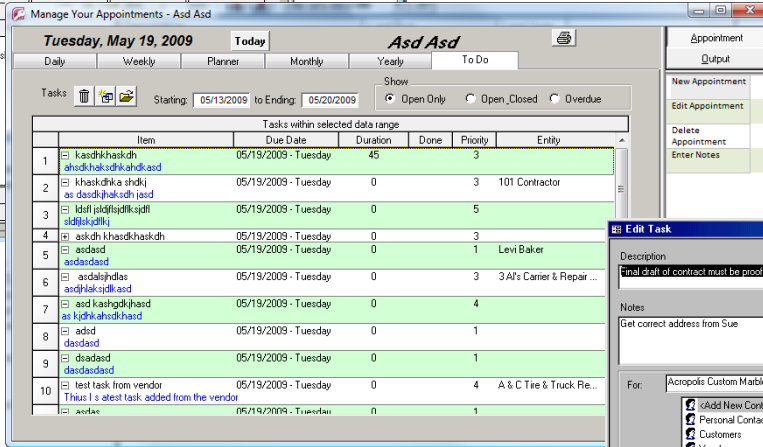 Manage Your Appointments - Asd Asd
Tuesday, May 19, 2009 Today Asd Asd
Appointment
Output
Daily Weekly Planner Monthly Yearly To Do
New Appointment
Edit Appointment
Delete Appointment
Enter Notes
Tasks Starting: 05/13/2009 to Ending: 05/20/2009
Show
Open Only Open_Closed Overdue
Tasks within selected data range
Item Due Date Duration Done Priority Entity
1 kasdhkhaskdh 05/19/2009 - Tuesday 45 3
ahsdkhaksdhkahdkasd
2 khaskdhka shdkj 05/19/2009 - Tuesday 0 3 101 Contractor
as dasdkjhaksdh jasd
3 ldsfl jsldjflsjdflksjdfl 05/19/2009 - Tuesday 0 5
sldfjlskjdflkj
4 askdh khasdkhaskdh 05/19/2009 - Tuesday 0 3
5 asdasd 05/19/2009 - Tuesday 0 1 Levi Baker
asdasdasd
6 asdalsjhdlas 05/19/2009 - Tuesday 0 3 3 Al's Carrier & Repair ...
asdjhlaksjdlkasd
7 asd kashgdkjhasd 05/19/2009 - Tuesday 0 4
as kjdhkahsdkhasd
8 adsd 05/19/2009 - Tuesday 0 1
dasdasd
9 dsadasd 05/19/2009 - Tuesday 0 1
dasdasdasd
10 test task from vendor 05/19/2009 - Tuesday 0 4 A & C Tire & Truck Re...
Thius I s atest task added from the vendor
asdas 05/19/2009 - Tuesday 0 1
Edit Task
Description
Final draft of contract must be proof
Notes
Get correct address from Sue
For: Acropolis Custom Marbl
<Add New Cont
Personal Contac
Customers